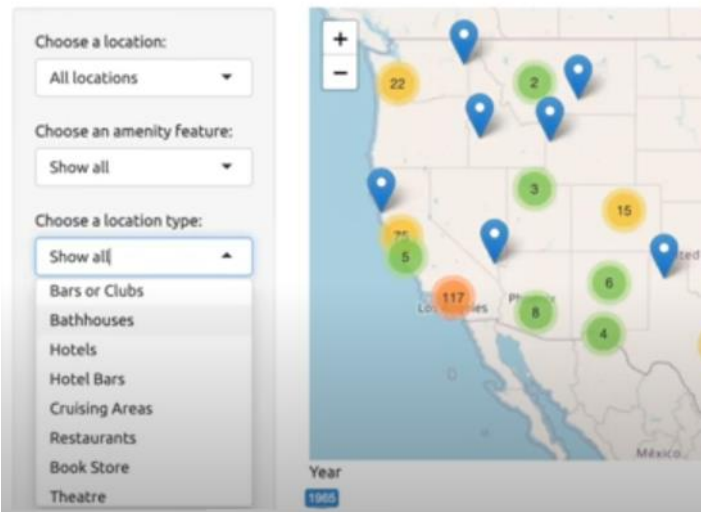 Choose a location:
All locations
Choose an amenity feature:
Show all
Choose a location type:
Show all
Bars or Clubs
Bathhouses
Hotels
Hotel Bars
Cruising Areas
Restaurants
Book Store
Theatre
+
−
22
2
3
15
75
5
6
117
8
4
México
Year
1965